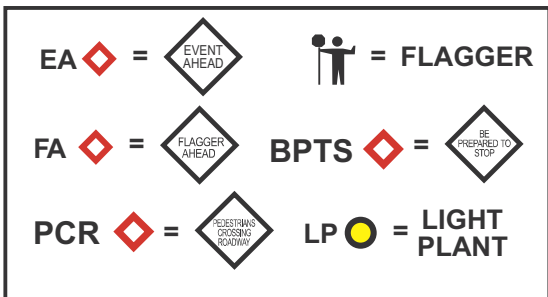 EA = EVENT AHEAD
= FLAGGER
FA = FLAGGER AHEAD
BPTS = BE PREPARED TO STOP
PCR = PEDESTRIANS CROSSING ROADWAY
LP = LIGHT PLANT